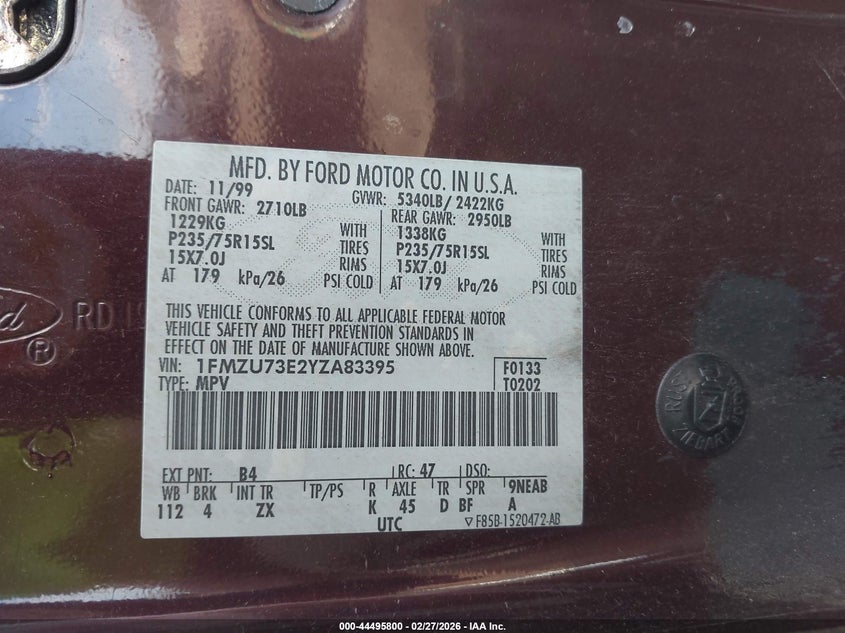 MFD. BY FORD MOTOR CO. IN U.S.A.
DATE: 11/99 GVWR: 5340LB/ 2422KG
FRONT GAWR: 2710LB REAR GAWR: 2950LB
1229KG WITH 1338KG WITH
P235/75R15SL TIRES P235/75R15SL TIRES
15X7.0J RIMS 15X7.0J RIMS
AT 179 kPa/26 PSI COLD AT 179 kPa/26 PSI COLD
THIS VEHICLE CONFORMS TO ALL APPLICABLE FEDERAL MOTOR
VEHICLE SAFETY AND THEFT PREVENTION STANDARDS IN
EFFECT ON THE DATE OF MANUFACTURE SHOWN ABOVE.
VIN: 1FMZU73E2YZA83395 F0133
TYPE: MPV T0202
EXT PNT: B4 RC: 47 DSO:
WB BRK INT TR TP/PS R AXLE TR SPR 9NEAB
112 4 ZX K 45 D BF A
UTC ▽ F85B-1520472-AB
RD
®
RUST
ZIEBART
000-44495800 - 02/27/2026 - IAA Inc.